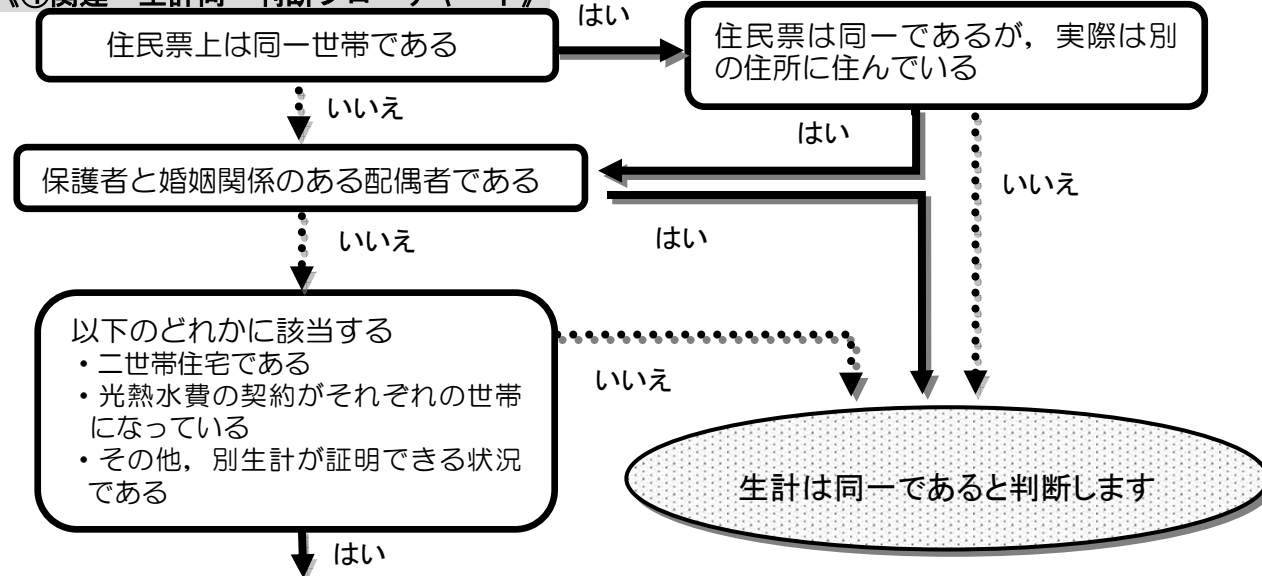 はい
住民票上は同一世帯である
住民票は同一であるが，実際は別
の住所に住んでいる
いいえ
はい
保護者と婚姻関係のある配偶者である
いいえ
いいえ
はい
以下のどれかに該当する
・二世帯住宅である
・光熱水費の契約がそれぞれの世帯
になっている
・その他，別生計が証明できる状況
である
いいえ
生計は同一であると判断します
はい